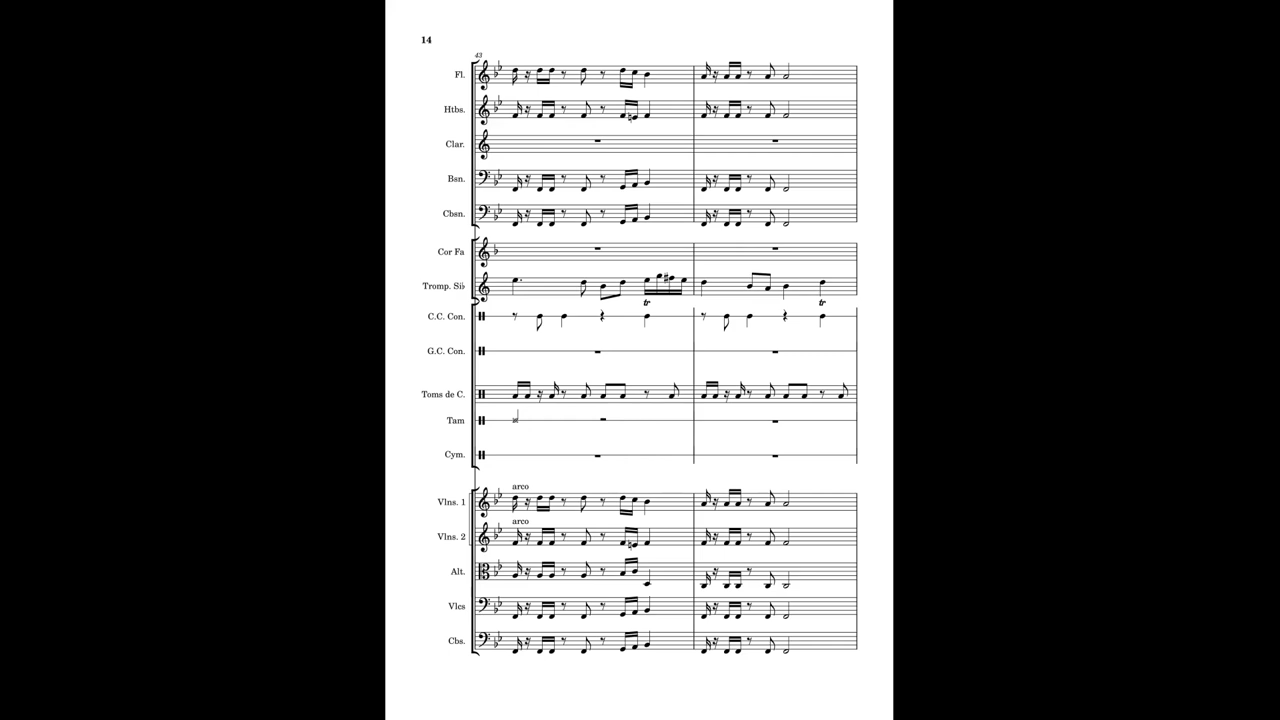 14
43
Fl.
Htbs.
Clar.
Bsn.
Cbsn.
Cor Fa
Tromp. Si♭
tr tr
C.C. Con.
G.C. Con.
Toms de C.
Tam
Cym.
arco
Vlns. 1
arco
Vlns. 2
Alt.
Vlcs
Cbs.